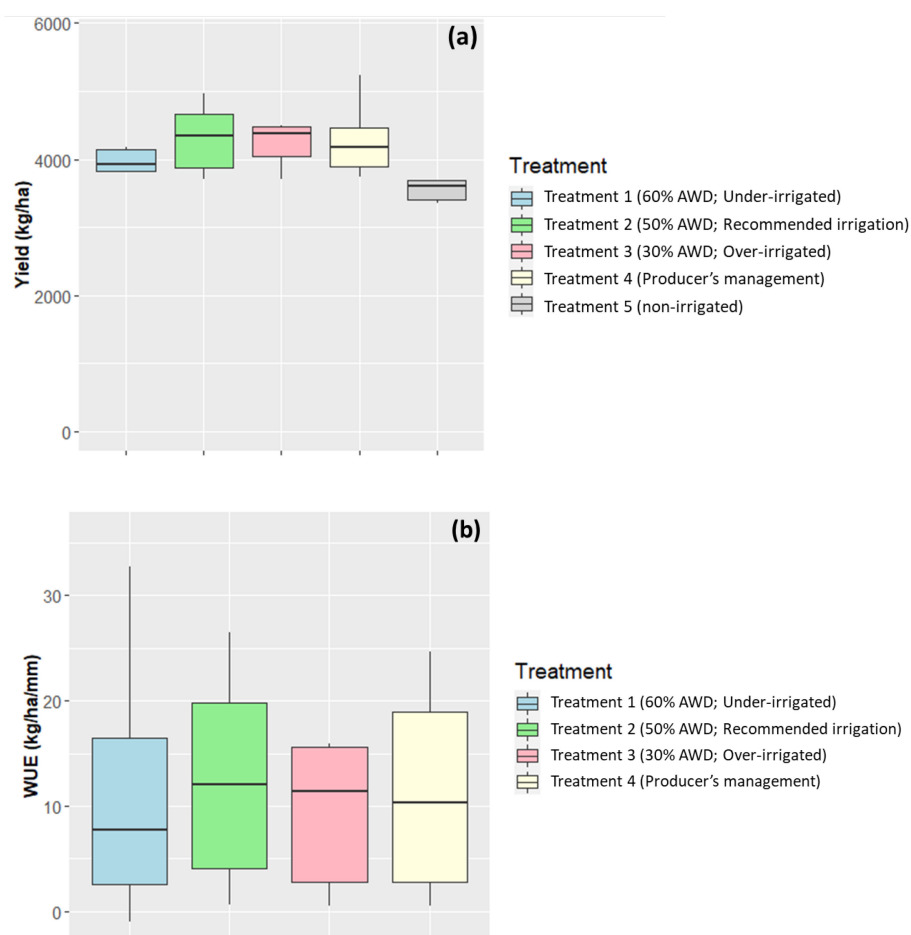 6000
(a)
4000
2000
0
Yield (kg/ha)
Treatment
Treatment 1 (60% AWD; Under-irrigated)
Treatment 2 (50% AWD; Recommended irrigation)
Treatment 3 (30% AWD; Over-irrigated)
Treatment 4 (Producer’s management)
Treatment 5 (non-irrigated)
(b)
30
20
10
0
WUE (kg/ha/mm)
Treatment
Treatment 1 (60% AWD; Under-irrigated)
Treatment 2 (50% AWD; Recommended irrigation)
Treatment 3 (30% AWD; Over-irrigated)
Treatment 4 (Producer’s management)